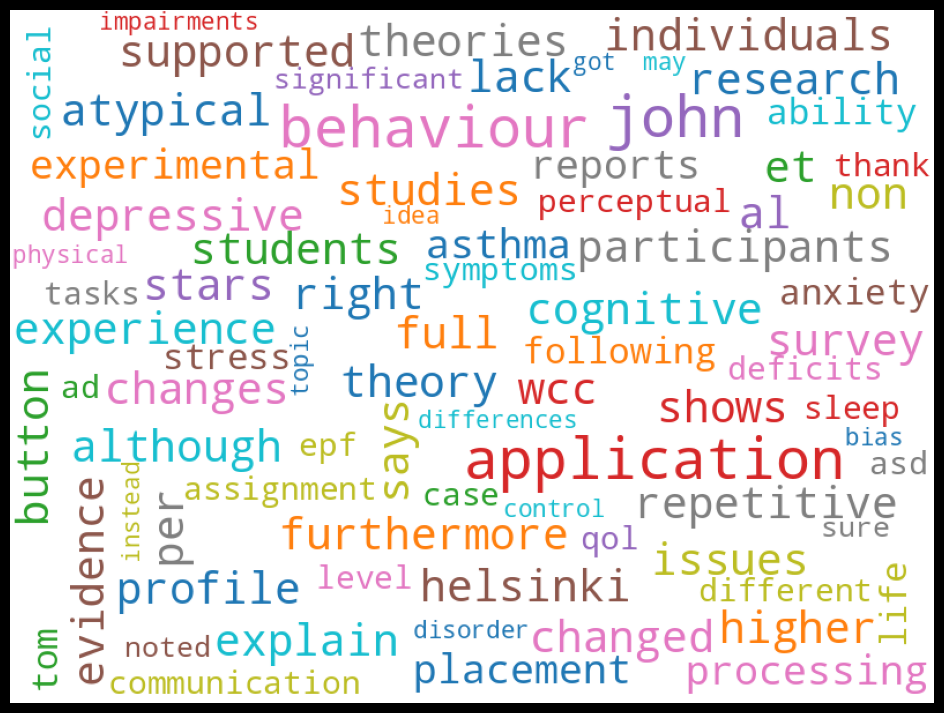 impairments
social
supported
theories
individuals
significant
lack
got
may
research
atypical
behaviour
john
ability
experimental
studies
reports
et
thank
non
depressive
idea
perceptual
al
physical
students
asthma
participants
symptoms
tasks
stars
right
cognitive
anxiety
experience
stress
topic
full
following
survey
deficits
button
ad
changes
theory
wcc
shows
sleep
although
epf
says
differences
application
bias
asd
evidence
instead
per
assignment
case
control
repetitive
sure
furthermore
qol
issues
profile
level
helsinki
different
life
tom
noted
explain
disorder
changed
higher
communication
placement
processing